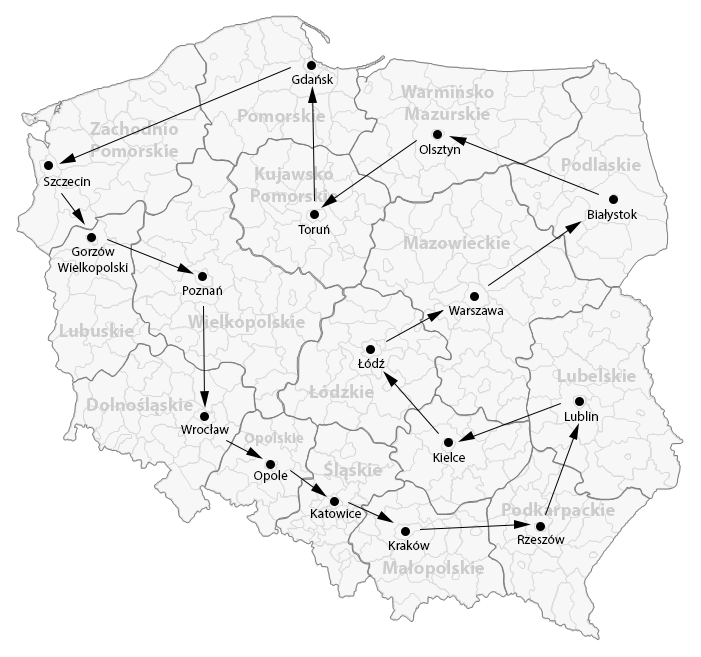 Gdańsk
Warmińsko
Mazurskie
Pomorskie
Zachodnio
Pomorskie
Olsztyn
Podlaskie
Kujawsko
Pomorskie
Szczecin
Białystok
Toruń
Mazowieckie
Gorzów
Wielkopolski
Poznań
Warszawa
Wielkopolskie
Lubuskie
Łódź
Lubelskie
Łódzkie
Dolnośląskie
Lublin
Wrocław
Opolskie
Kielce
Śląskie
Opole
Katowice
Podkarpackie
Kraków
Rzeszów
Małopolskie